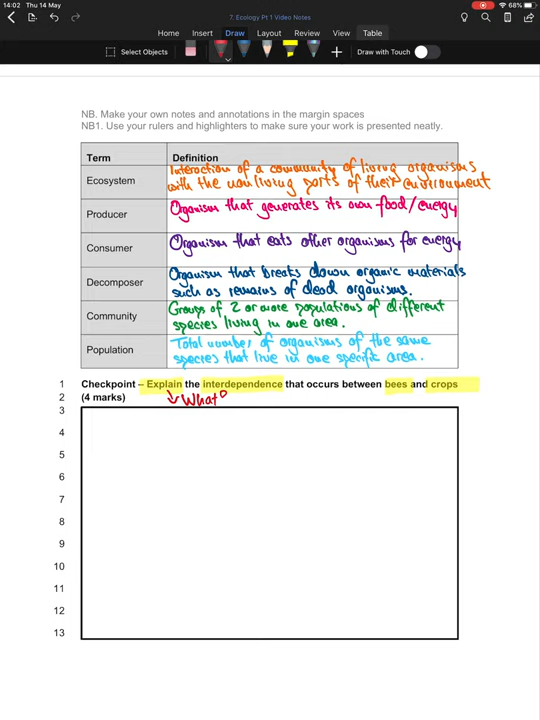 14:02 Thu 14 May
68%
7: Ecology Pt 1 Video Notes
Home Insert Draw Layout Review View Table
Select Objects
Draw with Touch
NB. Make your own notes and annotations in the margin spaces
NB1. Use your rulers and highlighters to make sure your work is presented neatly.
Term Definition
Ecosystem
Interaction of a community of living organisms
with the nonliving parts of their environment
Producer
Organism that generates its own food/energy
Consumer
Organism that eats other organisms for energy
Decomposer
Organism that breaks down organic materials
such as remains of dead organisms.
Community
Groups of 2 or more populations of different
species living in one area.
Population
Total number of organisms of the same
species that live in one specific area.
1 Checkpoint – Explain the interdependence that occurs between bees and crops
2 (4 marks) ↓ What?
3
4
5
6
7
8
9
10
11
12
13